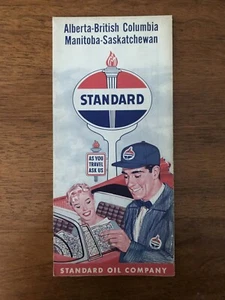 Alberta-British Columbia
Manitoba-Saskatchewan
STANDARD
AS YOU
TRAVEL
ASK US
STANDARD OIL COMPANY